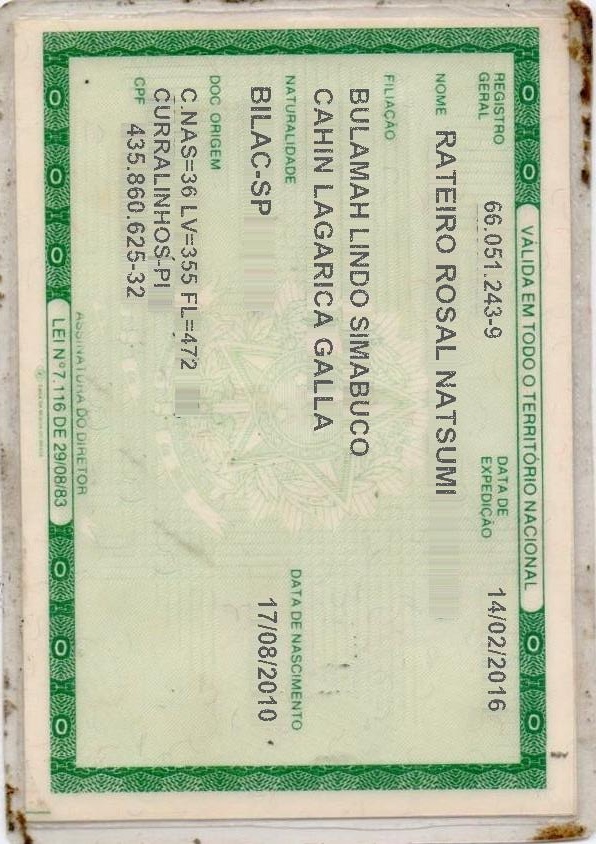 VÁLIDA EM TODO O TERRITÓRIO NACIONAL
REGISTRO GERAL 66.051.243-9 DATA DE EXPEDIÇÃO 14/02/2016
NOME RATEIRO ROSAL NATSUMI
FILIAÇÃO
BULAMAH LINDO SIMABUCO
CAHIN LAGARICA GALLA
NATURALIDADE DATA DE NASCIMENTO
BILAC-SP 17/08/2010
DOC ORIGEM
C.NAS=36 LV=355 FL=472
CURRALINHOS-PI
CPF 435.860.625-32
ASSINATURA DO DIRETOR
LEI Nº 7.116 DE 29/08/83